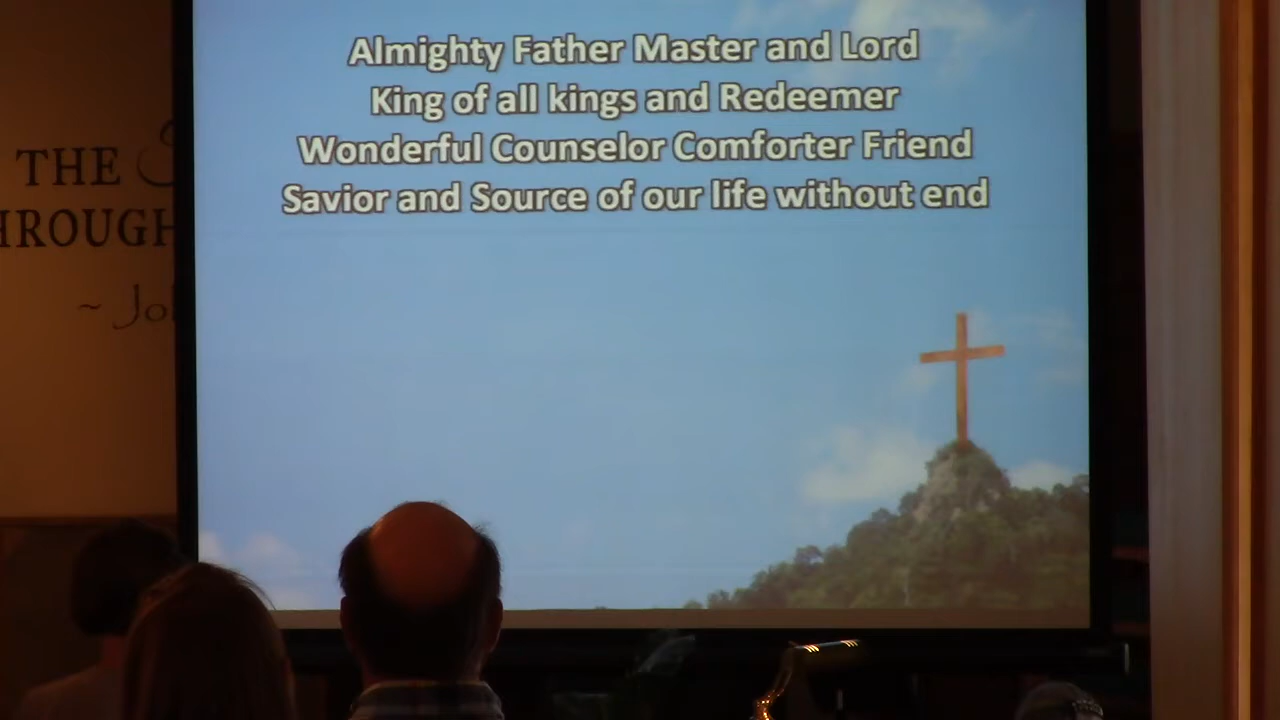 Almighty Father Master and Lord
King of all kings and Redeemer
Wonderful Counselor Comforter Friend
Savior and Source of our life without end
THE